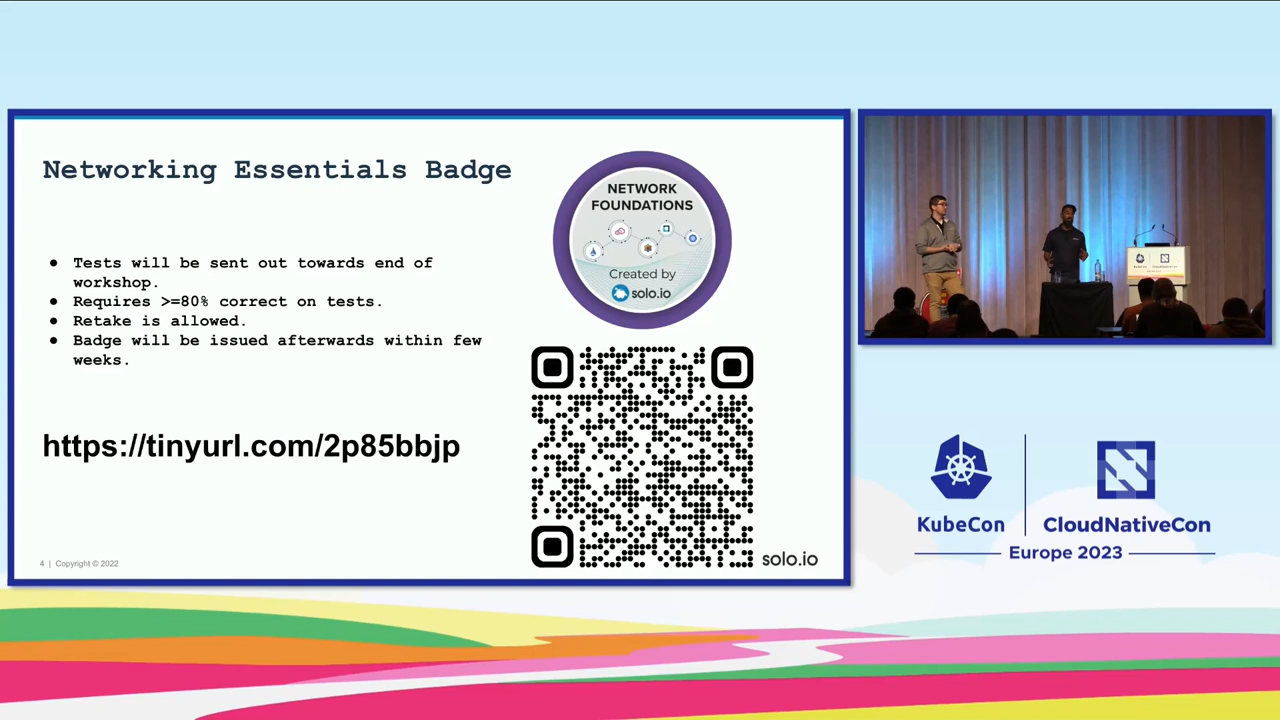 Networking Essentials Badge
● Tests will be sent out towards end of
workshop.
● Requires >=80% correct on tests.
● Retake is allowed.
● Badge will be issued afterwards within few
weeks.
https://tinyurl.com/2p85bbjp
4 | Copyright © 2022
NETWORK
FOUNDATIONS
Created by
solo.io
solo.io
KubeCon
CloudNativeCon
Europe 2023